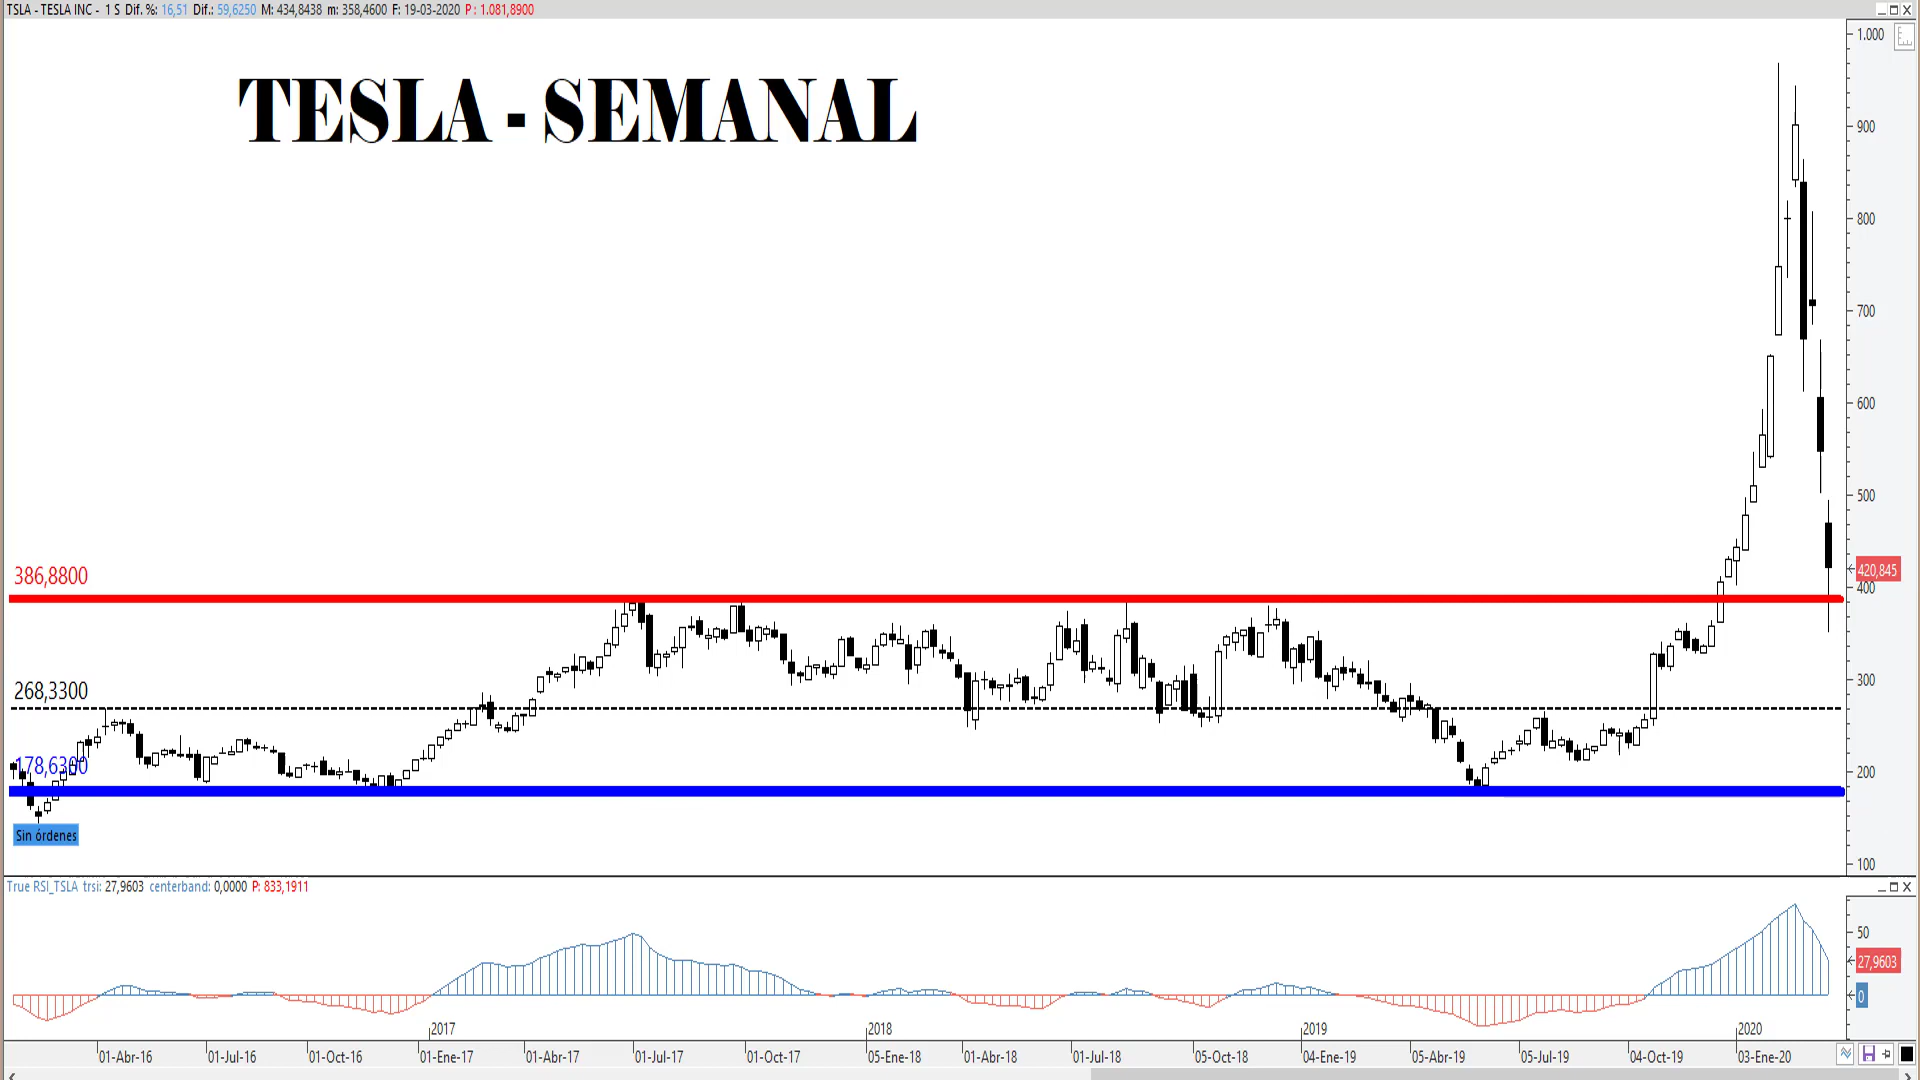 TSLA - TESLA INC - 1 S Dif. %: 16,51 Dif.: 59,6250 M: 434,8438 m: 358,4600 F: 19-03-2020 P: 1.081,8900
TESLA - SEMANAL
1.000
900
800
700
600
500
420,845
400
300
200
100
386,8800
268,3300
178,6300
Sin órdenes
True RSI_TSLA trsi: 27,9603 centerband: 0,0000 P: 833,1911
50
27,9603
0
2017 2018 2019 2020
01-Abr-16 01-Jul-16 01-Oct-16 01-Ene-17 01-Abr-17 01-Jul-17 01-Oct-17 05-Ene-18 01-Abr-18 01-Jul-18 05-Oct-18 04-Ene-19 05-Abr-19 05-Jul-19 04-Oct-19 03-Ene-20